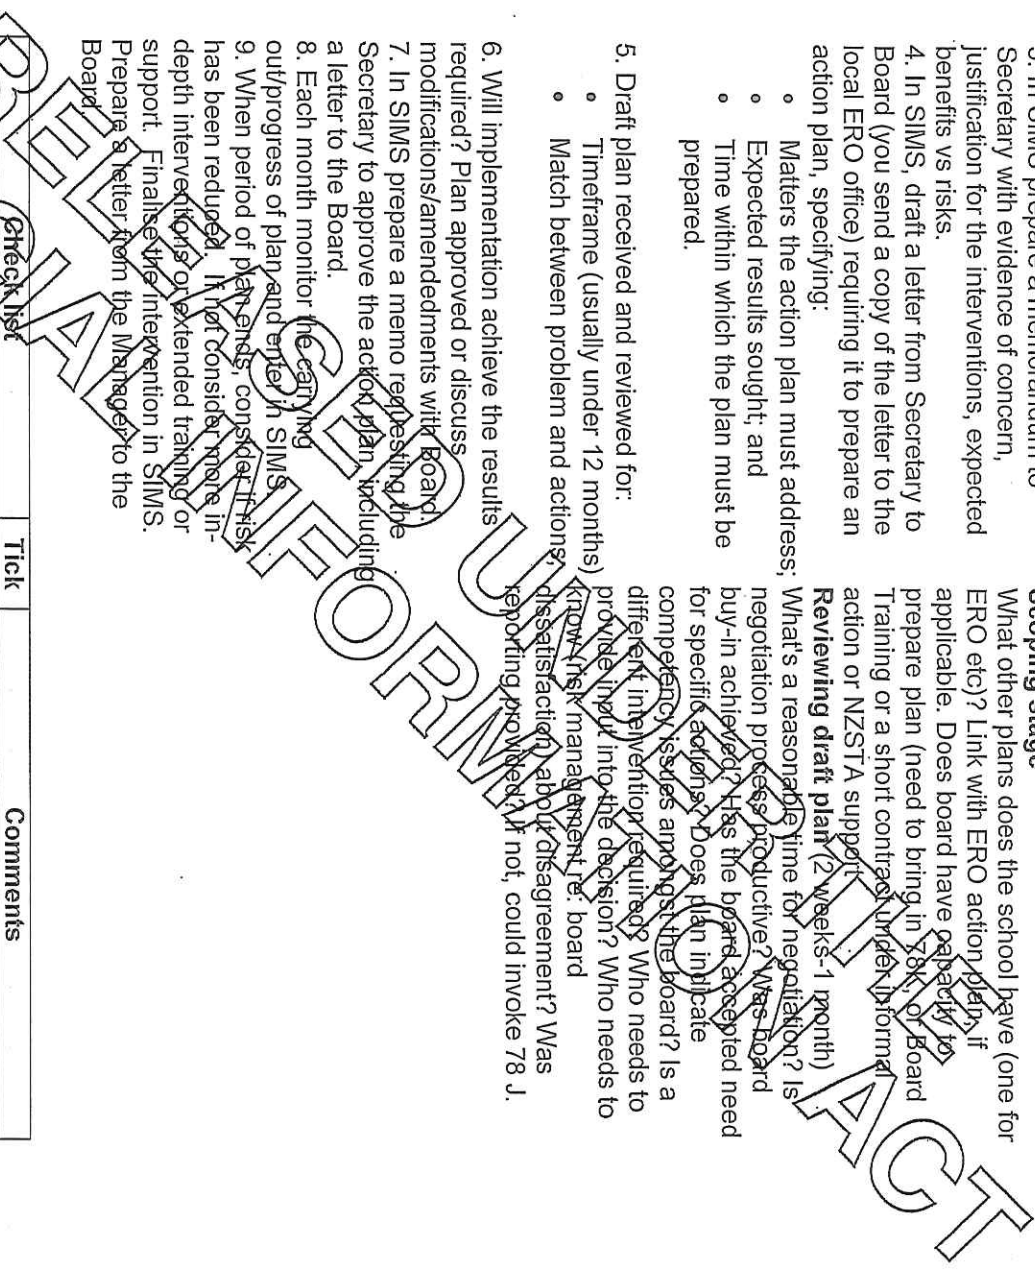 3. In SIMS prepare a memorandum to
Secretary with evidence of concern,
justification for the interventions, expected
benefits vs risks.
4. In SIMS, draft a letter from Secretary to
Board (you send a copy of the letter to the
local ERO office) requiring it to prepare an
action plan, specifying:
• Matters the action plan must address;
• Expected results sought; and
• Time within which the plan must be
prepared.
5. Draft plan received and reviewed for:
• Timeframe (usually under 12 months)
• Match between problem and actions;
6. Will implementation achieve the results
required? Plan approved or discuss
modifications/amendedments with Board.
7. In SIMS prepare a memo requesting the
Secretary to approve the action plan, including
a letter to the Board.
8. Each month monitor the carrying
out/progress of plan and enter in SIMS
9. When period of plan ends, consider if risk
has been reduced. If not consider more in-
depth interventions or extended training or
support. Finalise the intervention in SIMS.
Prepare a letter from the Manager to the
Board.
Scoping stage
What other plans does the school have (one for
ERO etc)? Link with ERO action plan, if
applicable. Does board have capacity to
prepare plan (need to bring in 78k, or Board
Training or a short contract under informal
action or NZSTA support
Reviewing draft plan (2 weeks-1 month)
What's a reasonable time for negotiation? Is
negotiation process productive? Was board
buy-in achieved? Has the board accepted need
for specific actions? Does plan indicate
competency issues amongst the board? Is a
different intervention required? Who needs to
provide input into the decision? Who needs to
know (risk management re: board
dissatisfaction about disagreement? Was
reporting provided? If not, could invoke 78 J.
Check list Tick Comments
RELEASED UNDER THE
INFORMATION ACT